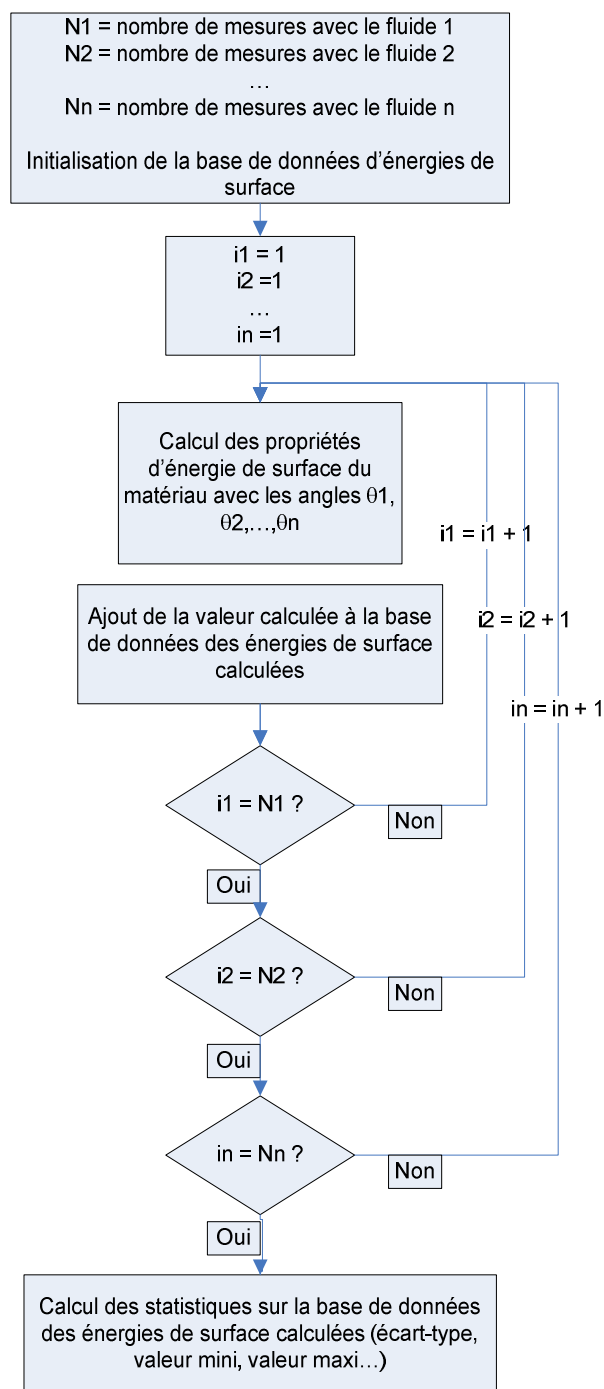 N1 = nombre de mesures avec le fluide 1
N2 = nombre de mesures avec le fluide 2
…
Nn = nombre de mesures avec le fluide n
Initialisation de la base de données d’énergies de
surface
i1 = 1
i2 =1
…
in =1
Calcul des propriétés
d’énergie de surface du
matériau avec les angles θ1,
θ2,…,θn
i1 = i1 + 1
Ajout de la valeur calculée à la base
de données des énergies de surface
calculées
i2 = i2 + 1
in = in + 1
i1 = N1 ?
Non
Oui
i2 = N2 ?
Non
Oui
in = Nn ?
Non
Oui
Calcul des statistiques sur la base de données
des énergies de surface calculées (écart-type,
valeur mini, valeur maxi…)